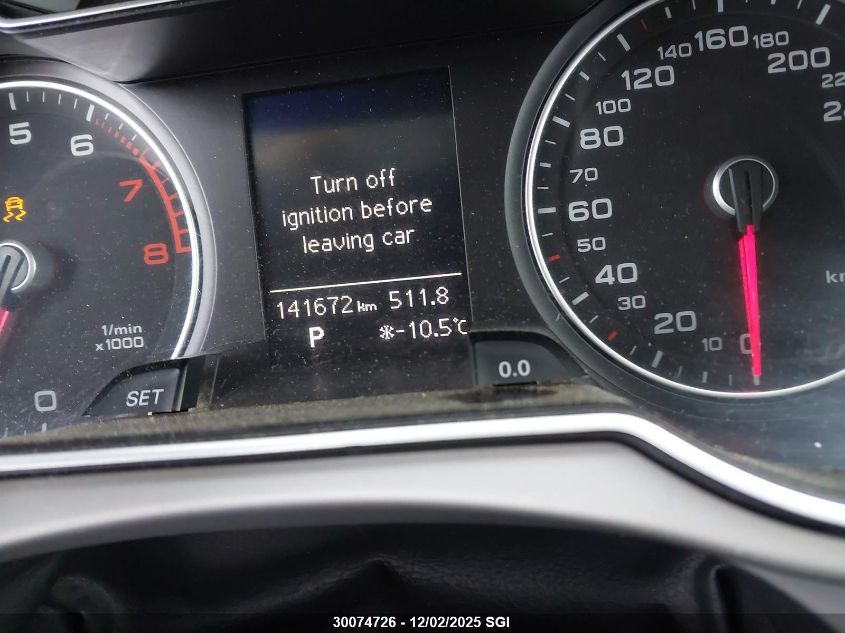 5 6 7 8
1/min
x1000
0
SET
Turn off
ignition before
leaving car
141672 km 511.8
P -10.5°C
0.0
0 10 20 30 40 50 60 70 80 100 120 140 160 180 200
30074726 - 12/02/2025 SGI